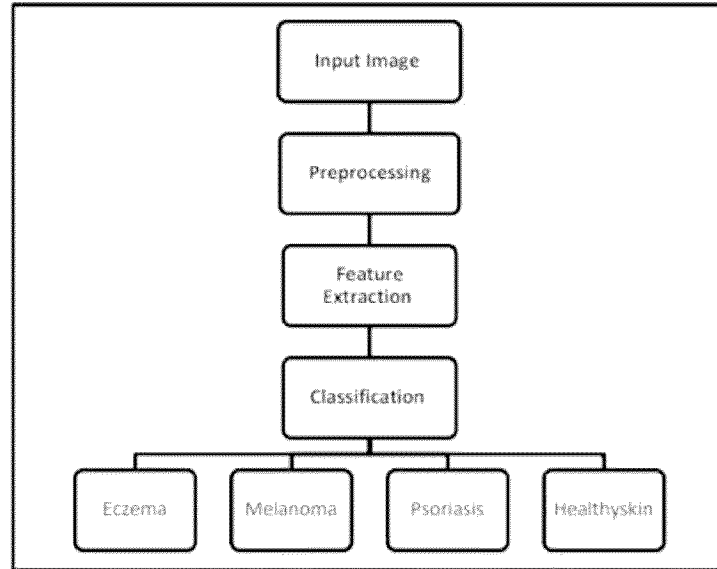 Input Image
Preprocessing
Feature
Extraction
Classification
Eczema
Melanoma
Psoriasis
Healthyskin